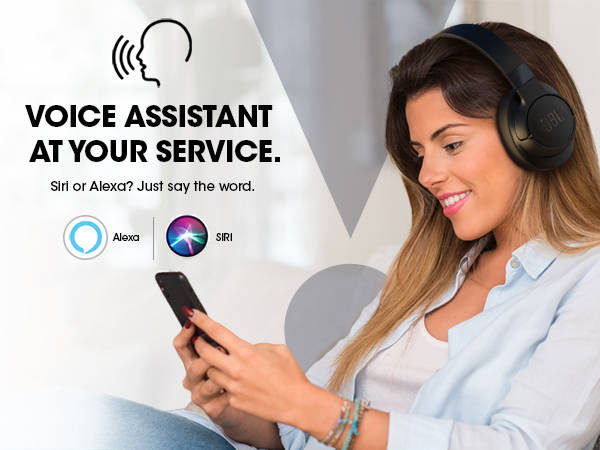 VOICE ASSISTANT
AT YOUR SERVICE.
Siri or Alexa? Just say the word.
Alexa
SIRI
JBL